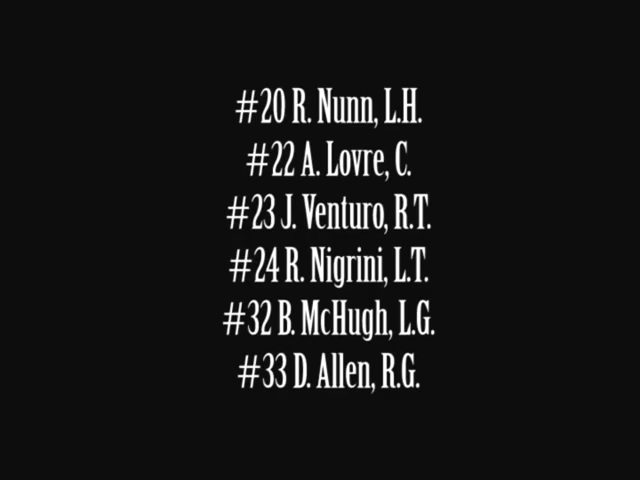 #20 R. Nunn, L.H.
#22 A. Lovre, C.
#23 J. Venturo, R.T.
#24 R. Nigrini, L.T.
#32 B. McHugh, L.G.
#33 D. Allen, R.G.